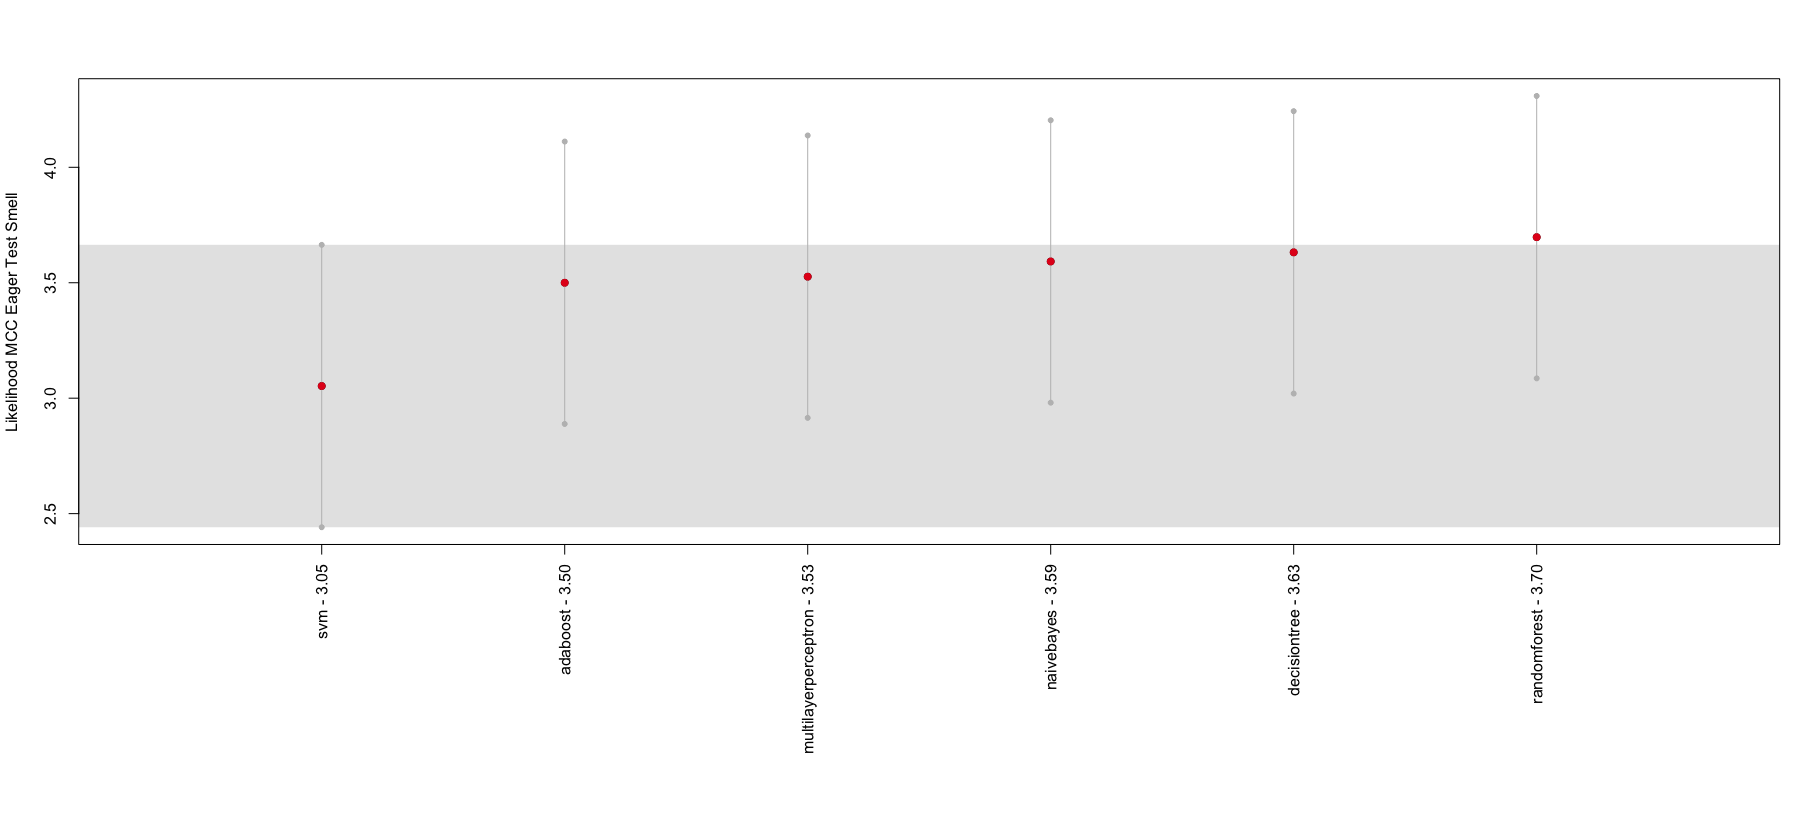 Likelihood MCC Eager Test Smell
4.0
3.5
3.0
2.5
svm - 3.05
adaboost - 3.50
multilayerperceptron - 3.53
naivebayes - 3.59
decisiontree - 3.63
randomforest - 3.70